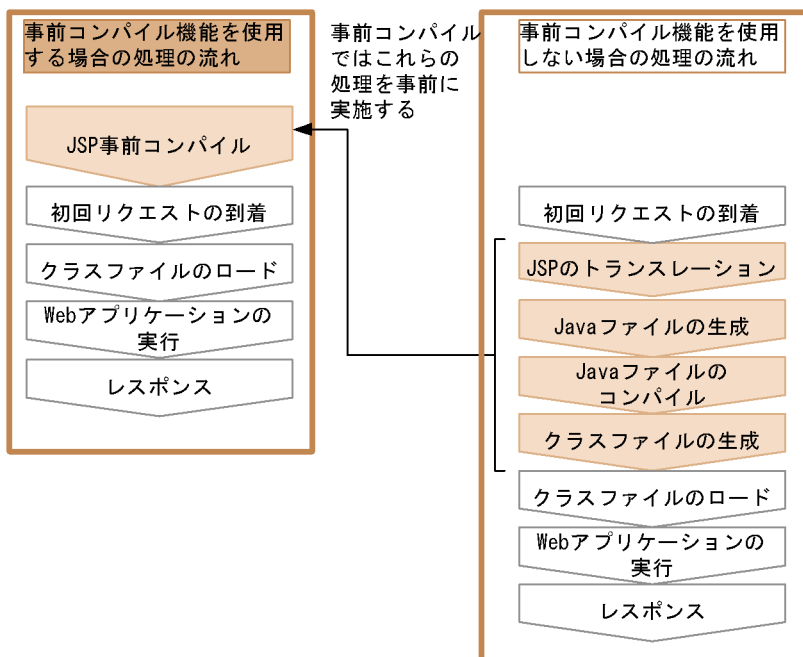 事前コンパイル機能を使用
する場合の処理の流れ
JSP事前コンパイル
初回リクエストの到着
クラスファイルのロード
Webアプリケーションの
実行
レスポンス
事前コンパイル
ではこれらの
処理を事前に
実施する
事前コンパイル機能を使用
しない場合の処理の流れ
初回リクエストの到着
JSPのトランスレーション
Javaファイルの生成
Javaファイルの
コンパイル
クラスファイルの生成
クラスファイルのロード
Webアプリケーションの
実行
レスポンス